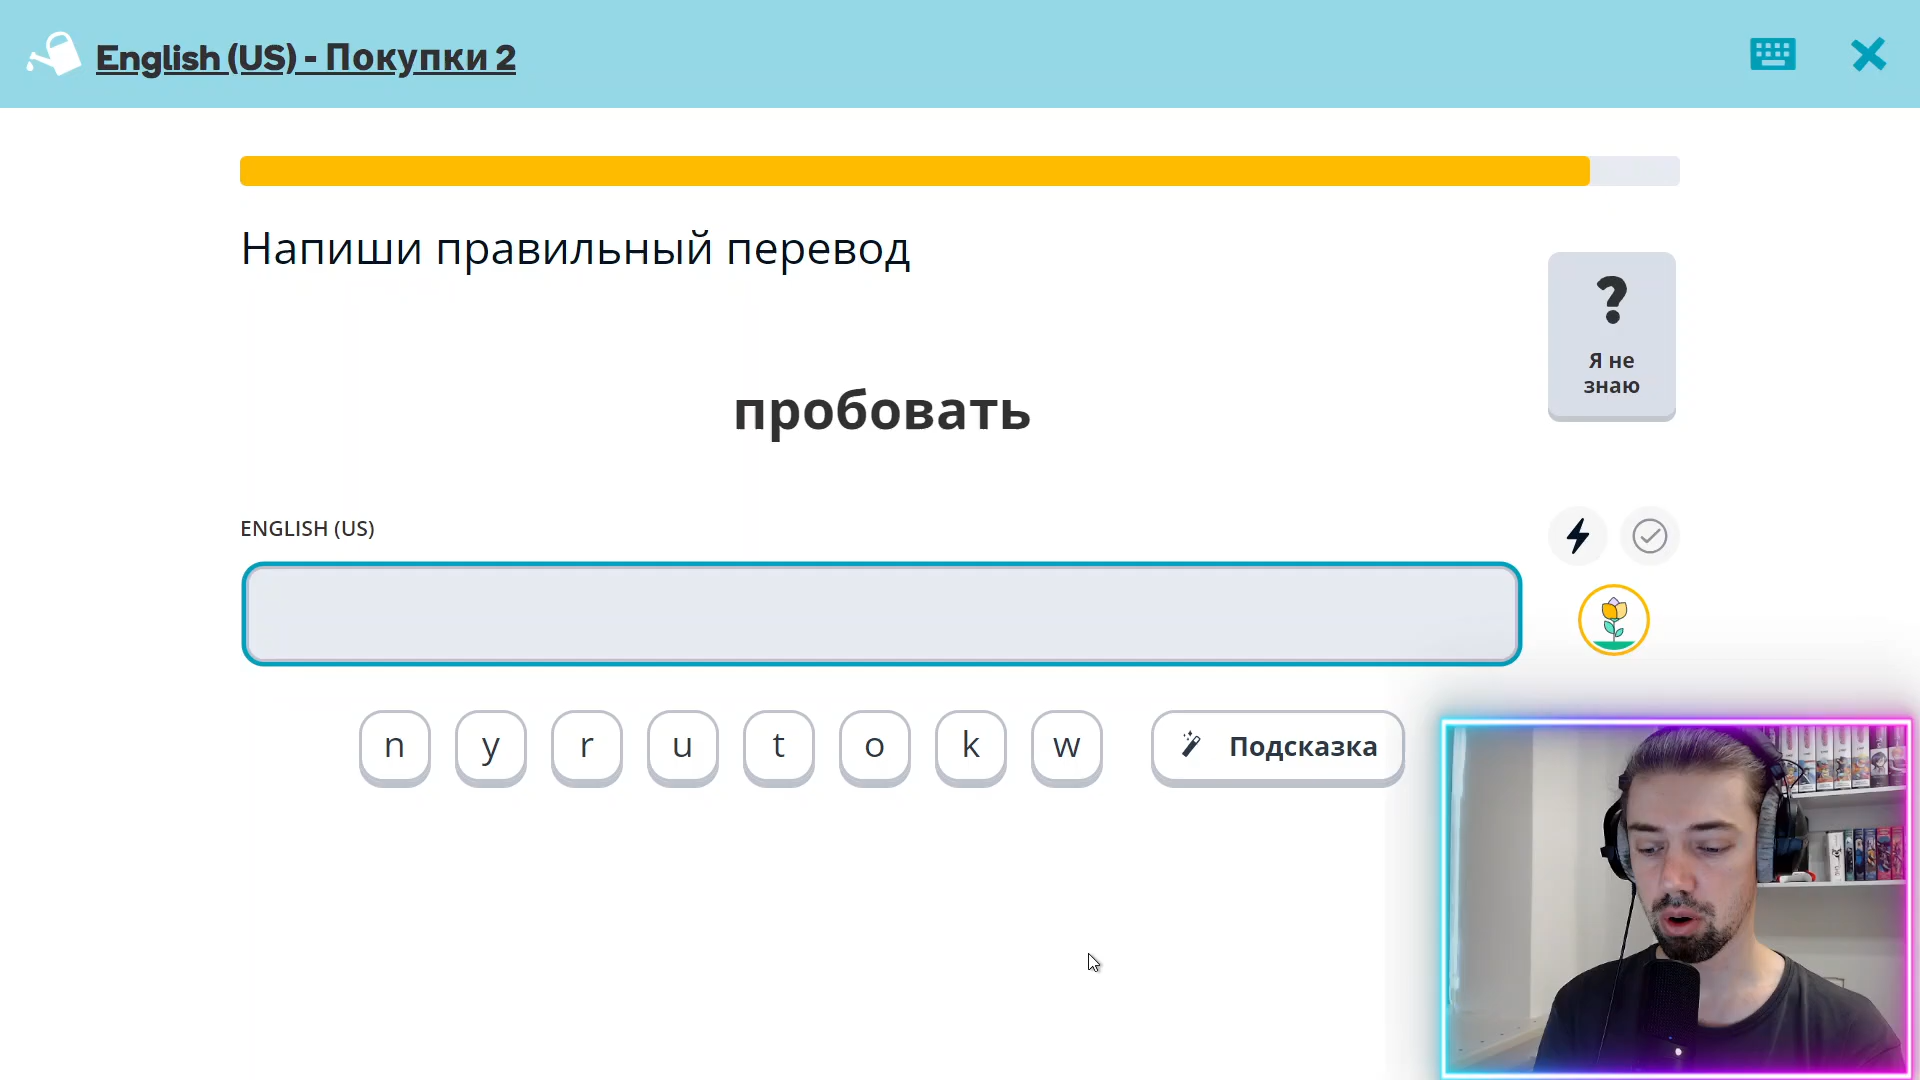 English (US) - Покупки 2
Напиши правильный перевод
?
Я не
знаю
пробовать
ENGLISH (US)
n y r u t o k w Подсказка